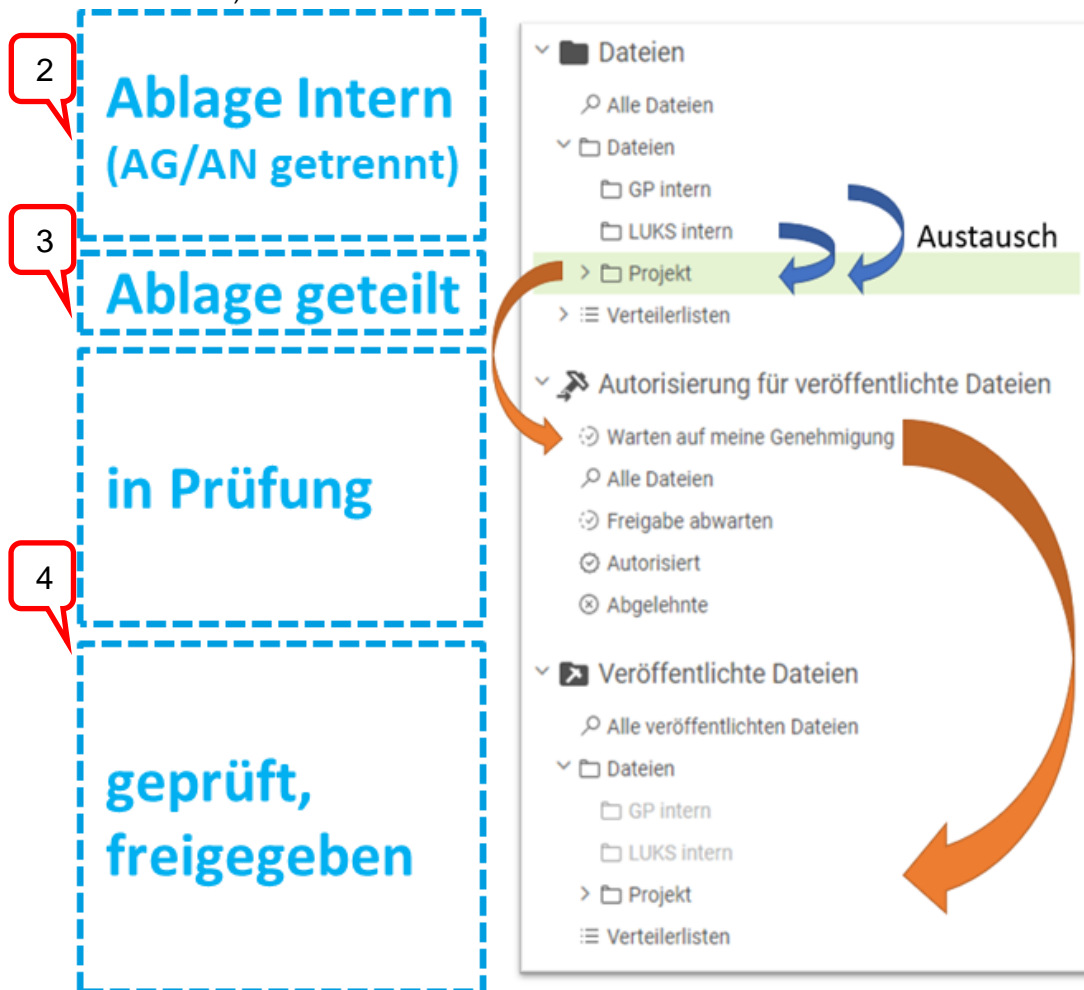 2
Ablage Intern
(AG/AN getrennt)
3
Ablage geteilt
in Prüfung
4
geprüft,
freigegeben
Dateien
Alle Dateien
Dateien
GP intern
LUKS intern
Austausch
Projekt
Verteilerlisten
Autorisierung für veröffentlichte Dateien
Warten auf meine Genehmigung
Alle Dateien
Freigabe abwarten
Autorisiert
Abgelehnte
Veröffentlichte Dateien
Alle veröffentlichten Dateien
Dateien
GP intern
LUKS intern
Projekt
Verteilerlisten